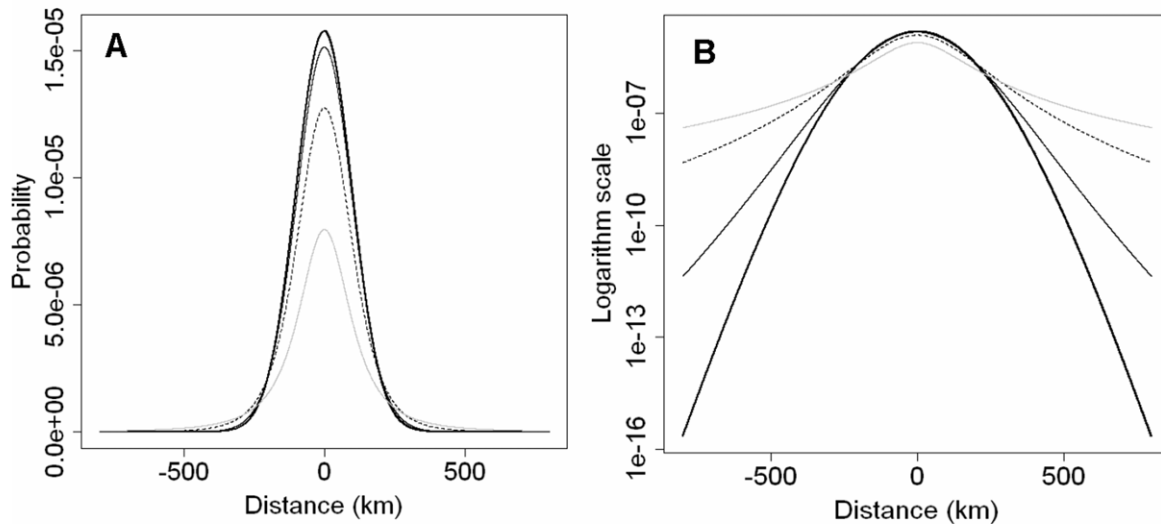 A
Probability
1.5e-05
1.0e-05
5.0e-06
0.0e+00
-500
0
500
Distance (km)
B
Logarithm scale
1e-07
1e-10
1e-13
1e-16
-500
0
500
Distance (km)